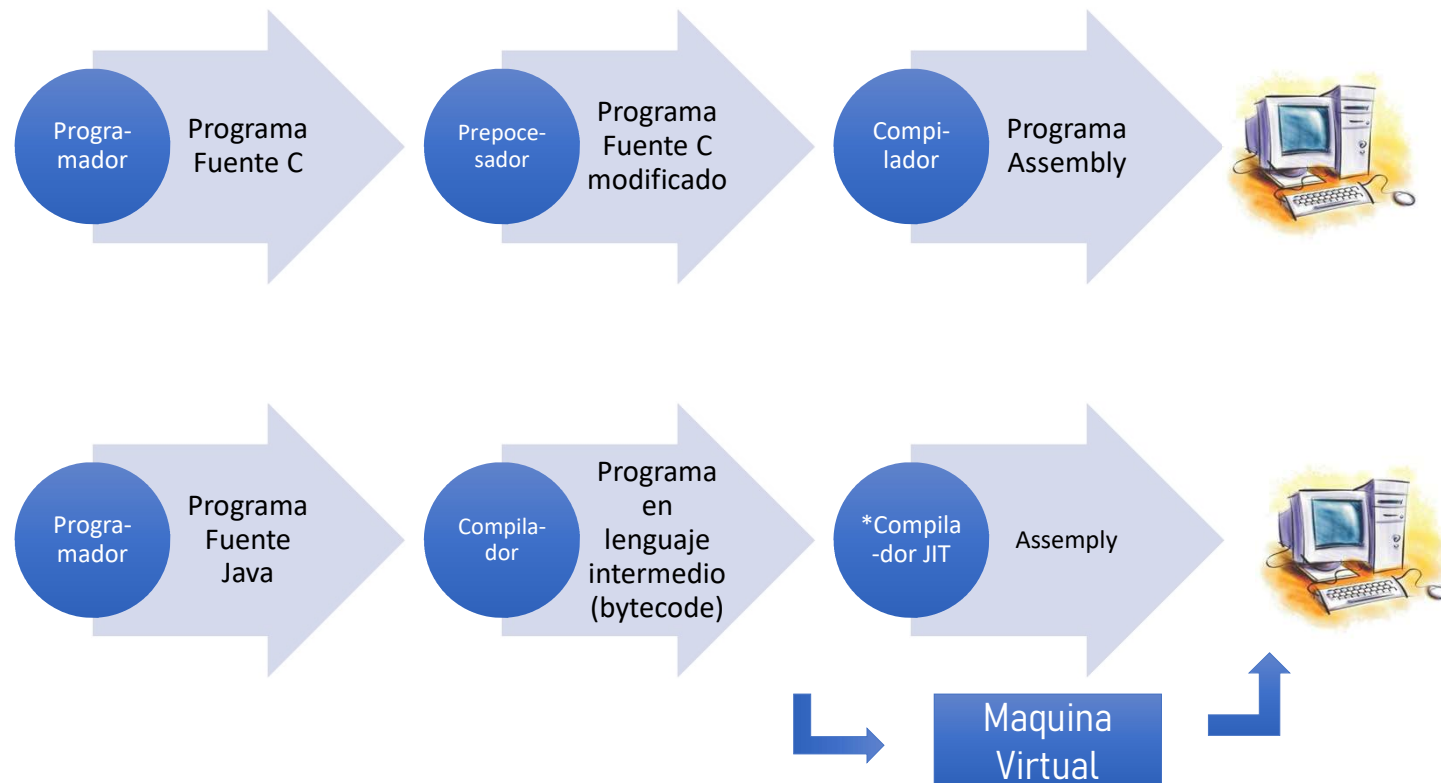 Progra-
mador
Programa
Fuente C
Prepoce-
sador
Programa
Fuente C
modificado
Compi-
lador
Programa
Assembly
Progra-
mador
Programa
Fuente
Java
Compila-
dor
Programa
en
lenguaje
intermedio
(bytecode)
*Compila
-dor JIT
Assemply
Maquina
Virtual